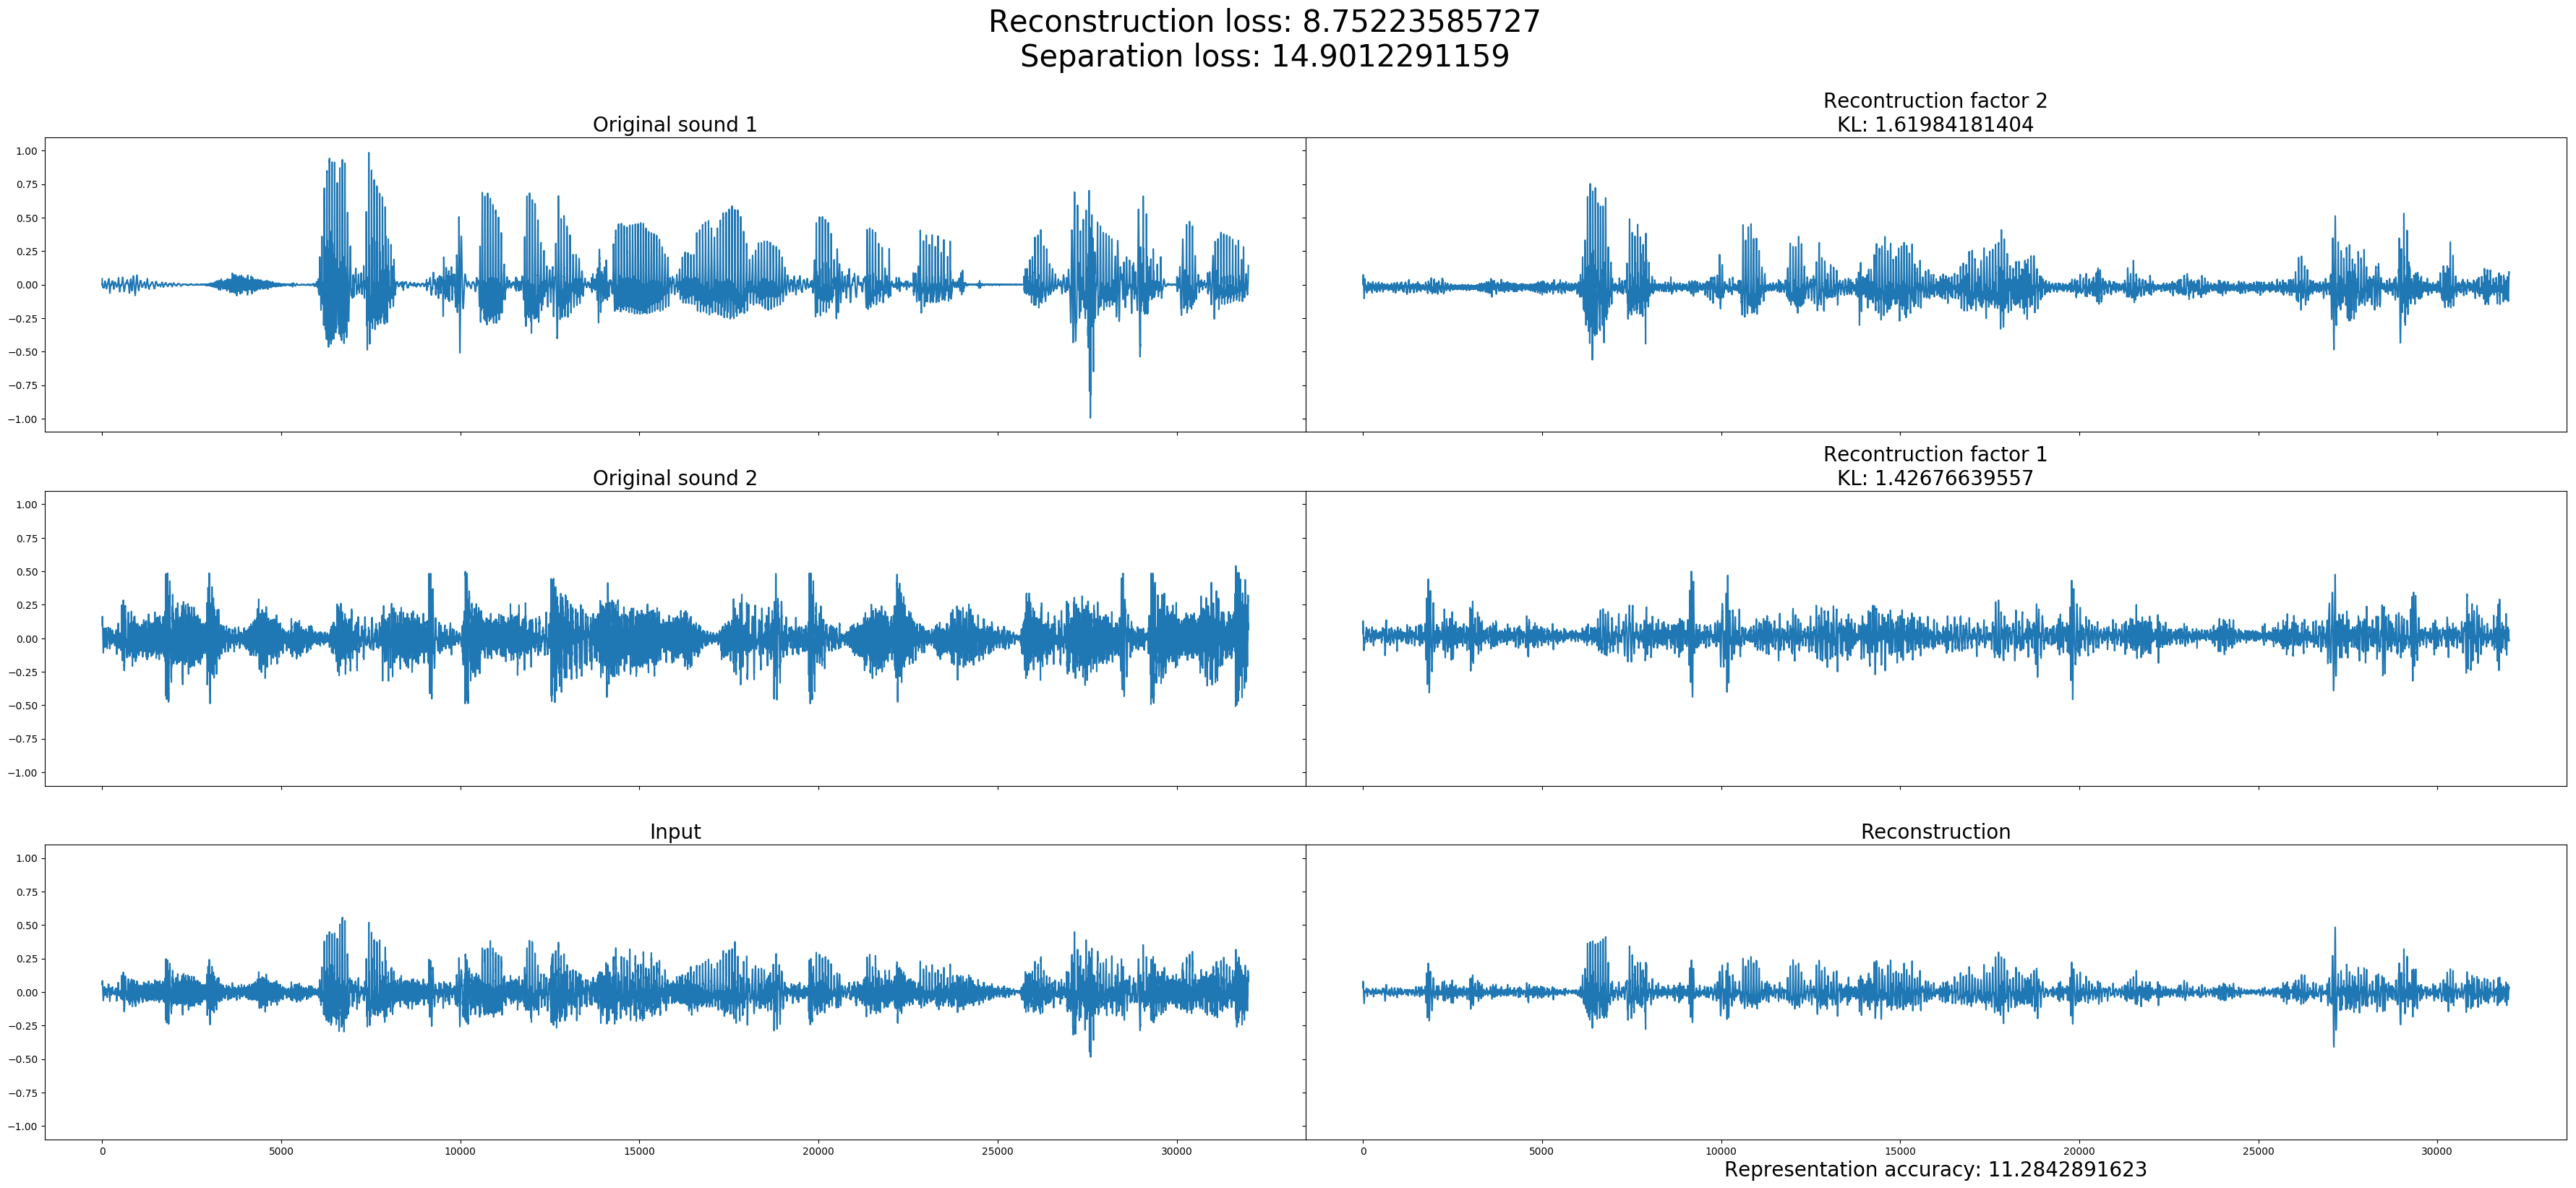 Reconstruction loss: 8.75223585727
Separation loss: 14.9012291159
Original sound 1
Recontruction factor 2
KL: 1.61984181404
1.00
0.75
0.50
0.25
0.00
−0.25
−0.50
−0.75
−1.00
Original sound 2
Recontruction factor 1
KL: 1.42676639557
1.00
0.75
0.50
0.25
0.00
−0.25
−0.50
−0.75
−1.00
Input
Reconstruction
1.00
0.75
0.50
0.25
0.00
−0.25
−0.50
−0.75
−1.00
0 5000 10000 15000 20000 25000 30000
0 5000 10000 15000 20000 25000 30000
Representation accuracy: 11.2842891623